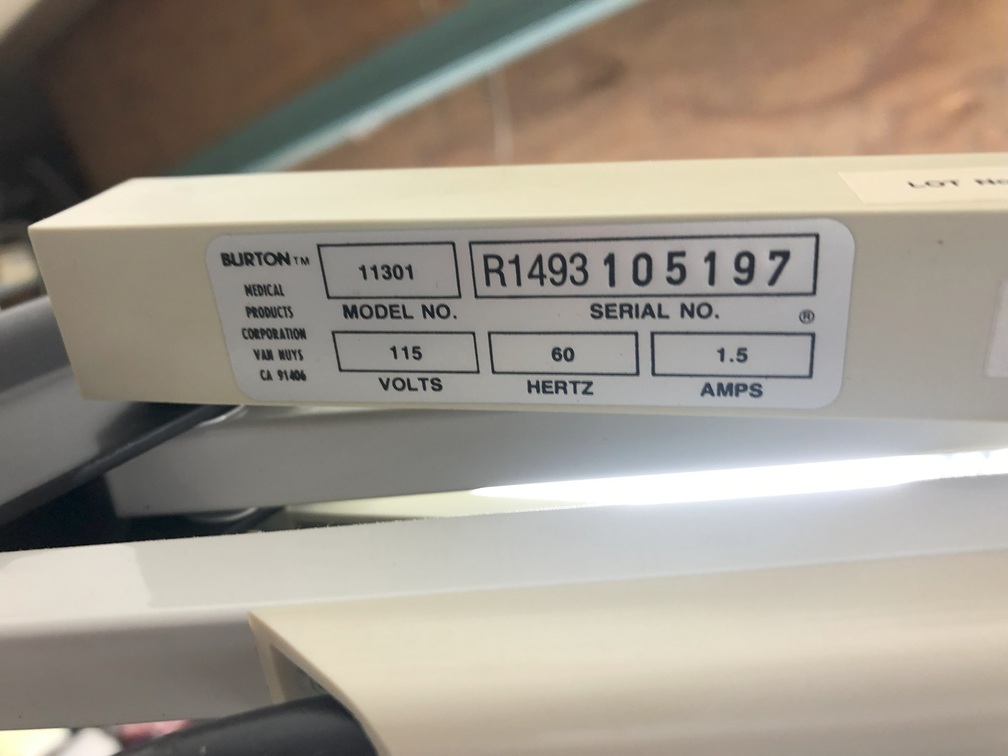 BURTON™
MEDICAL
PRODUCTS
CORPORATION
VAN NUYS
CA 91406
11301
MODEL NO.
R1493 105197
SERIAL NO.
®
115
VOLTS
60
HERTZ
1.5
AMPS
LOT No